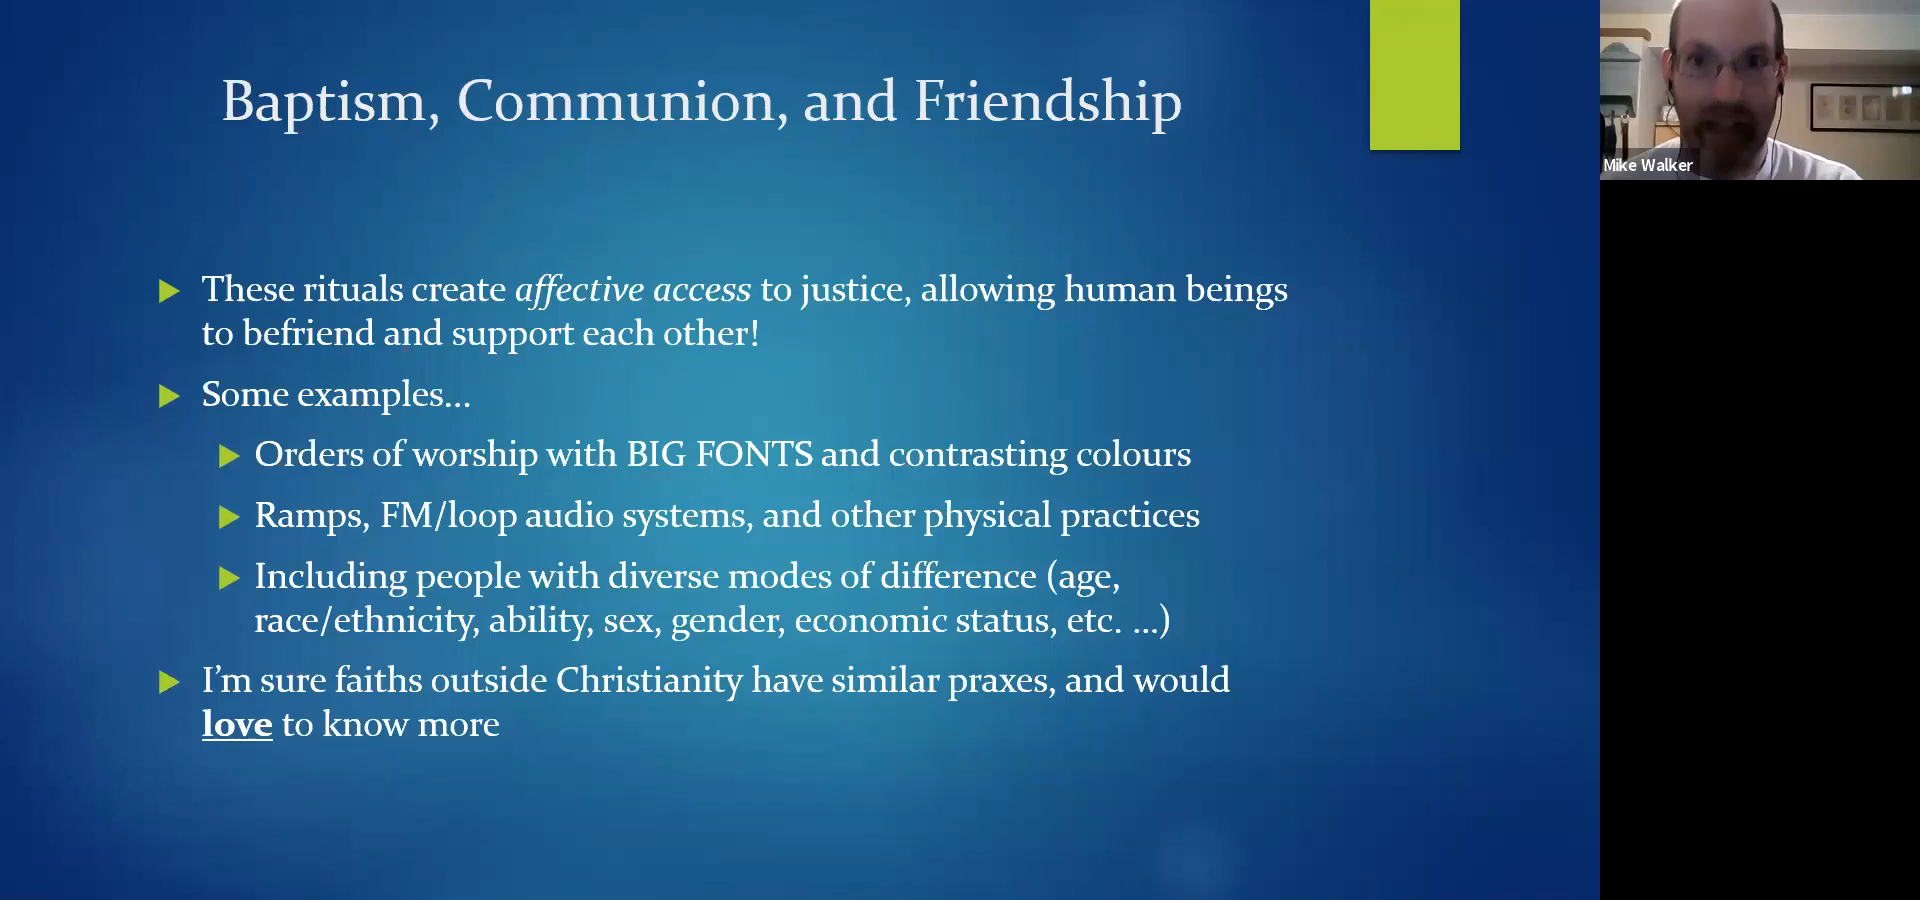 Baptism, Communion, and Friendship
These rituals create affective access to justice, allowing human beings
to befriend and support each other!
Some examples...
Orders of worship with BIG FONTS and contrasting colours
Ramps, FM/loop audio systems, and other physical practices
Including people with diverse modes of difference (age,
race/ethnicity, ability, sex, gender, economic status, etc. ...)
I’m sure faiths outside Christianity have similar praxes, and would
love to know more
Mike Walker